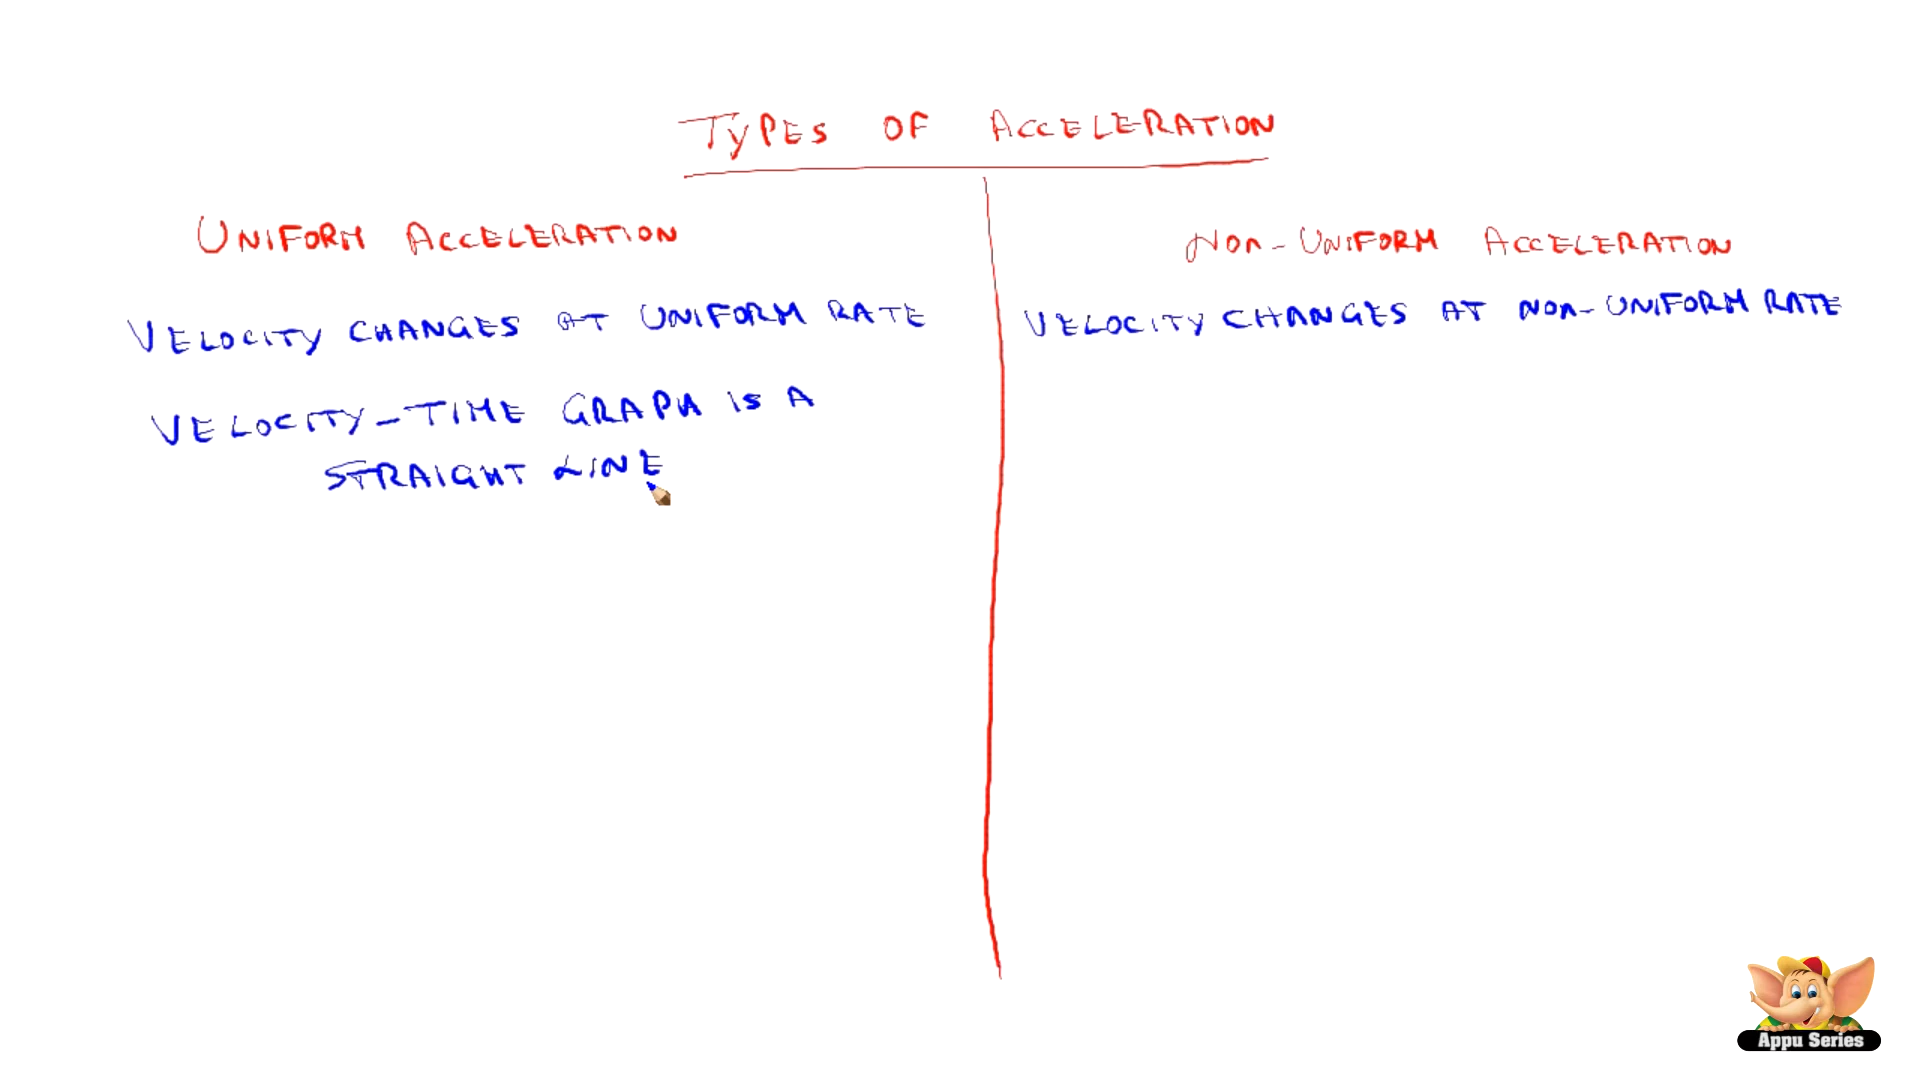 TYPES OF ACCELERATION
UNIFORM ACCELERATION
VELOCITY CHANGES AT UNIFORM RATE
VELOCITY-TIME GRAPH IS A
STRAIGHT LINE
NON-UNIFORM ACCELERATION
VELOCITY CHANGES AT NON-UNIFORM RATE
Appu Series